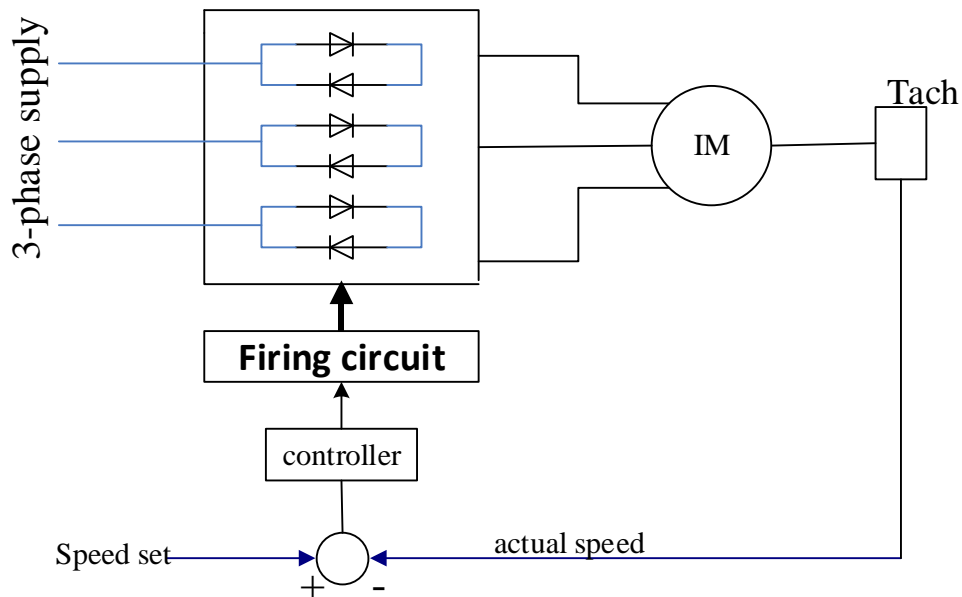 3-phase supply
IM
Tach
Firing circuit
controller
Speed set
actual speed
+ -